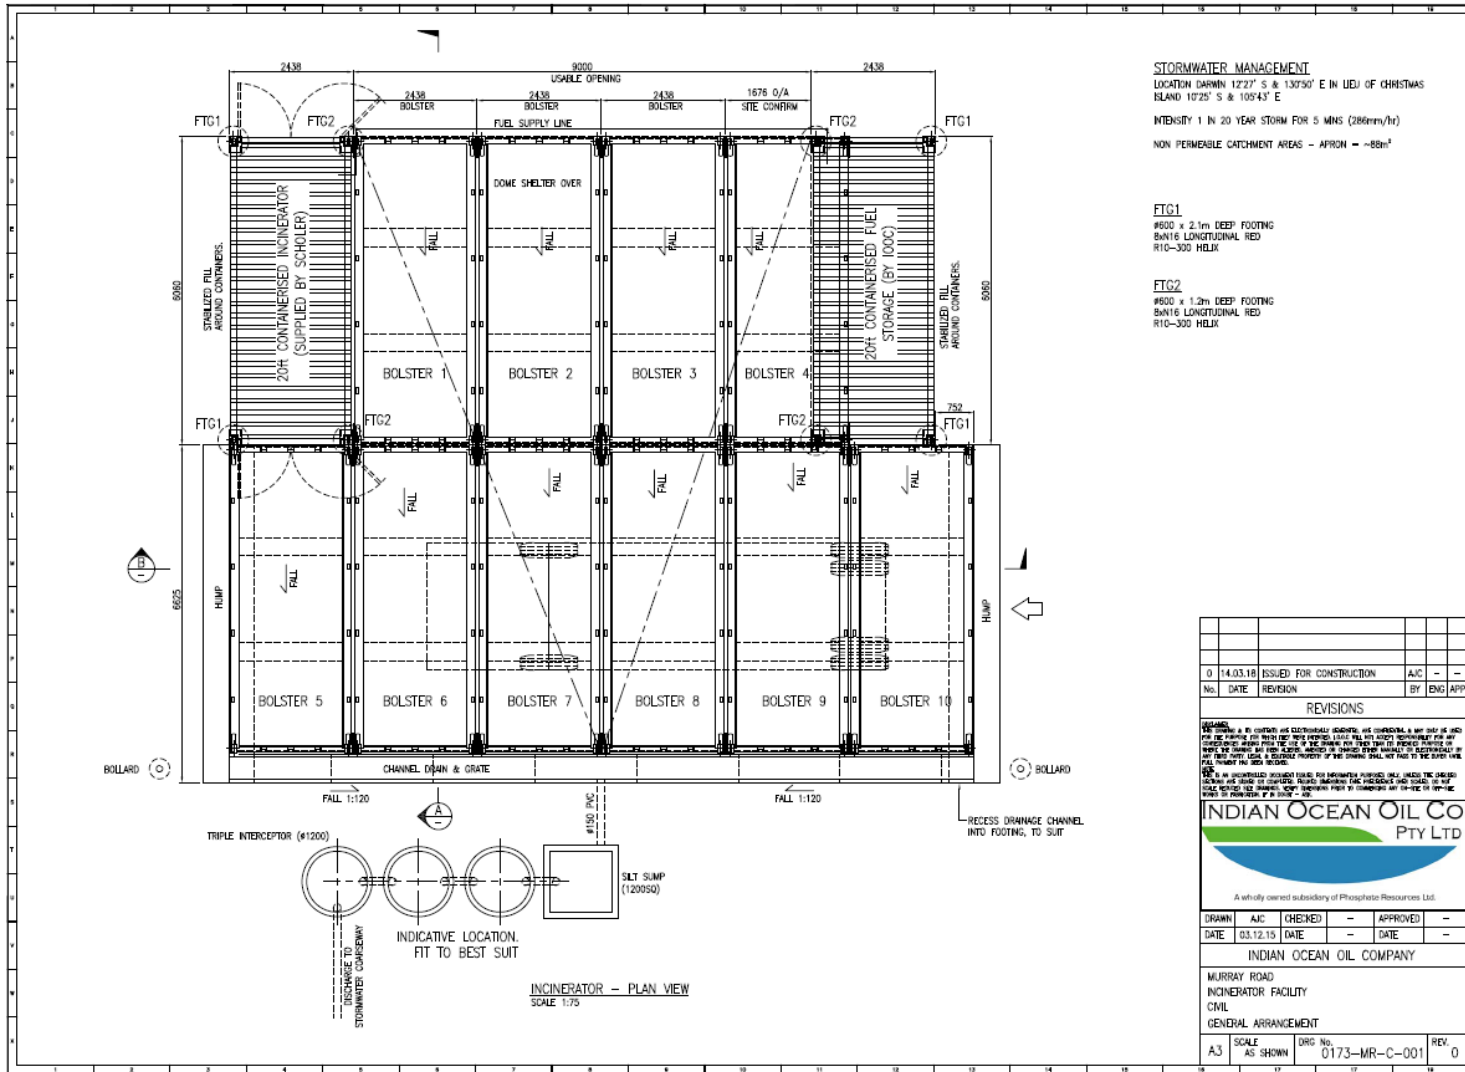 2438
9000
2438
USABLE OPENING
2438
BOLSTER
2438
BOLSTER
2438
BOLSTER
1676 O/A
SITE CONFIRM
FUEL SUPPLY LINE
FTG1
FTG2
FTG2
FTG1
DOME SHELTER OVER
20ft CONTAINERISED INCINERATOR
(SUPPLIED BY SCHOLER)
20ft CONTAINERISED FUEL
STORAGE (BY IOOC)
STABILIZED FILL
AROUND CONTAINERS.
STABILIZED FILL
AROUND CONTAINERS.
6060
6060
FALL
FALL
FALL
FALL
BOLSTER 1
BOLSTER 2
BOLSTER 3
BOLSTER 4
FTG1
FTG2
FTG2
FTG1
752
FALL
FALL
FALL
FALL
FALL
FALL
B
6625
HUMP
HUMP
BOLSTER 5
BOLSTER 6
BOLSTER 7
BOLSTER 8
BOLSTER 9
BOLSTER 10
BOLLARD
CHANNEL DRAIN & GRATE
BOLLARD
FALL 1:120
FALL 1:120
A
ø150 PVC
RECESS DRAINAGE CHANNEL
INTO FOOTING, TO SUIT
TRIPLE INTERCEPTOR (ø1200)
SILT SUMP
(1200SQ)
INDICATIVE LOCATION.
FIT TO BEST SUIT
DISCHARGE TO
STORMWATER COARSEWAY
INCINERATOR – PLAN VIEW
SCALE 1:75
STORMWATER MANAGEMENT
LOCATION DARWIN 12'27' S & 130'50' E IN LIEU OF CHRISTMAS
ISLAND 10'25' S & 105'43' E
INTENSITY 1 IN 20 YEAR STORM FOR 5 MINS (286mm/hr)
NON PERMEABLE CATCHMENT AREAS – APRON = ~88m²
FTG1
ø600 x 2.1m DEEP FOOTING
8xN16 LONGITUDINAL REO
R10–300 HELIX
FTG2
ø600 x 1.2m DEEP FOOTING
8xN16 LONGITUDINAL REO
R10–300 HELIX
0 14.03.16 ISSUED FOR CONSTRUCTION AJC – –
No. DATE REVISION BY ENG APP
REVISIONS
INDIAN OCEAN OIL CO
PTY LTD
A wholly owned subsidiary of Phosphate Resources Ltd.
DRAWN AJC CHECKED – APPROVED –
DATE 03.12.15 DATE – DATE –
INDIAN OCEAN OIL COMPANY
MURRAY ROAD
INCINERATOR FACILITY
CIVIL
GENERAL ARRANGEMENT
A3 SCALE AS SHOWN DRG No. 0173–MR–C–001 REV. 0